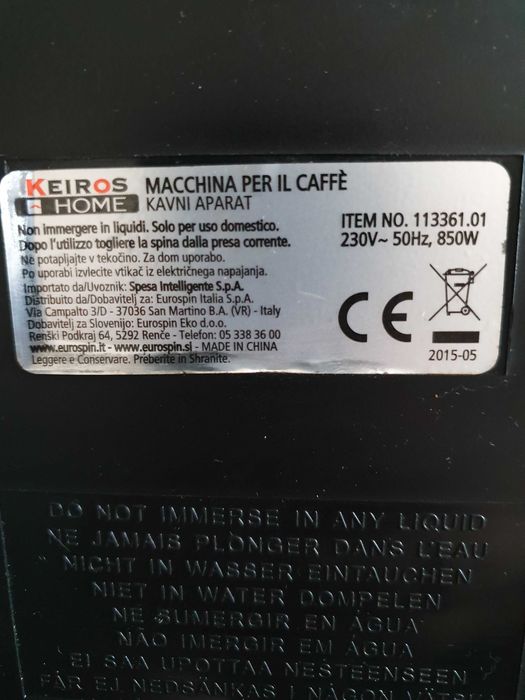 KEIROS HOME
MACCHINA PER IL CAFFÈ
KAVNI APARAT
Non immergere in liquidi. Solo per uso domestico.
Dopo l'utilizzo togliere la spina dalla presa corrente.
Ne potapljajte v tekočino. Za dom uporabo.
Po uporabi izvlecite vtikač iz električnega napajanja.
Importato da/Uvoznik: Spesa Intelligente S.p.A.
Distribuito da/Dobavitelj za: Eurospin Italia S.p.A.
Via Campalto 3/D - 37036 San Martino B.A. (VR) - Italy
Dobavitelj za Slovenijo: Eurospin Eko d.o.o.
Renški Podkraj 64, 5292 Renče - Telefon: 05 338 36 00
www.eurospin.it - www.eurospin.si - MADE IN CHINA
Leggere e Conservare. Preberite in Shranite.
ITEM NO. 113361.01
230V~ 50Hz, 850W
CE
2015-05
DO NOT IMMERSE IN ANY LIQUID
NE JAMAIS PLONGER DANS L'EAU
NICHT IN WASSER EINTAUCHEN
NIET IN WATER DOMPELEN
NE SUMERGIR EN AGUA
NÃO IMERGIR EM ÁGUA
EI SAA UPOTTAA NESTEENSEEN
FÅR EJ NEDSÄNKAS I NÅGON